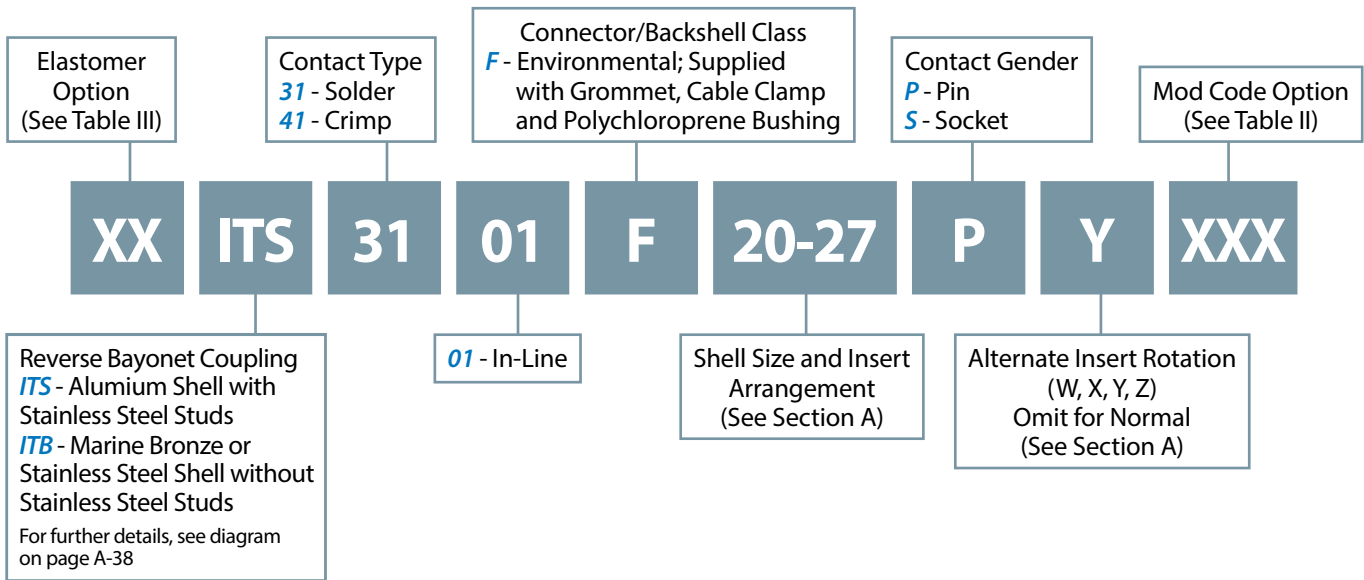 Elastomer
Option
(See Table III)
Contact Type
31 - Solder
41 - Crimp
Connector/Backshell Class
F - Environmental; Supplied
with Grommet, Cable Clamp
and Polychloroprene Bushing
Contact Gender
P - Pin
S - Socket
Mod Code Option
(See Table II)
XX ITS 31 01 F 20-27 P Y XXX
Reverse Bayonet Coupling
ITS - Alumium Shell with
Stainless Steel Studs
ITB - Marine Bronze or
Stainless Steel Shell without
Stainless Steel Studs
For further details, see diagram
on page A-38
01 - In-Line
Shell Size and Insert
Arrangement
(See Section A)
Alternate Insert Rotation
(W, X, Y, Z)
Omit for Normal
(See Section A)